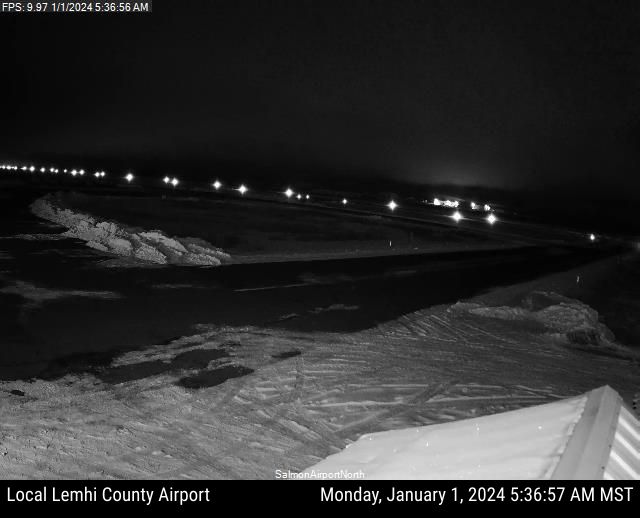 FPS: 9.97 1/1/2024 5:36:56 AM
SalmonAirportNorth
Local Lemhi County Airport Monday, January 1, 2024 5:36:57 AM MST